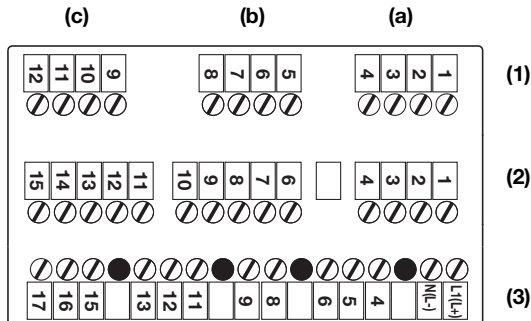 (c) (b) (a)
12 11 10 9 8 7 6 5 4 3 2 1 (1)
15 14 13 12 11 10 9 8 7 6 4 3 2 1 (2)
17 16 15 13 12 11 9 8 6 5 4 N(L-) L1(L+) (3)